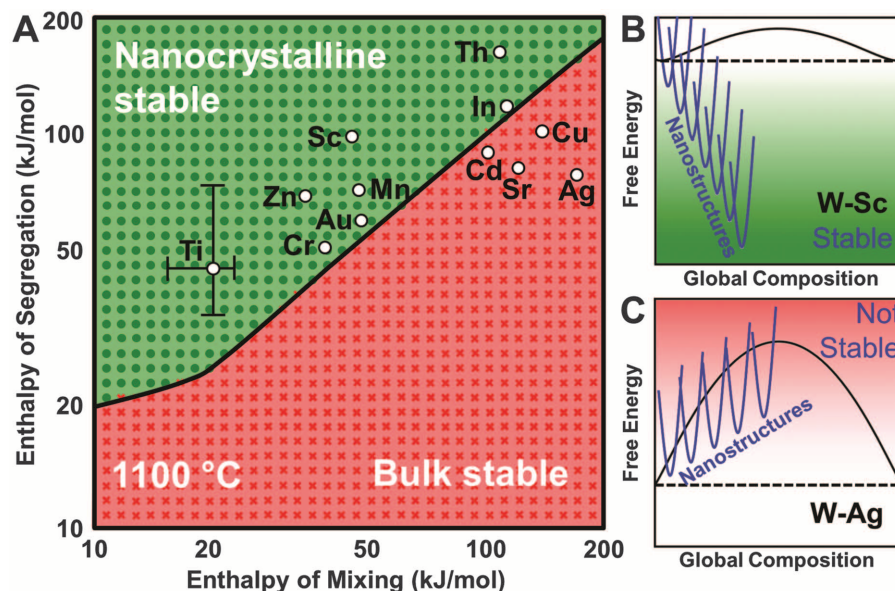 A
Enthalpy of Segregation (kJ/mol)
200
100
50
20
10
Nanocrystalline
stable
Th
In
Sc
Cu
Cd
Sr
Ag
Zn
Mn
Au
Cr
Ti
1100 °C
Bulk stable
10
20
50
100
200
Enthalpy of Mixing (kJ/mol)
B
Free Energy
Nanostructures
W-Sc
Stable
Global Composition
C
Free Energy
Not
Stable
Nanostructures
W-Ag
Global Composition